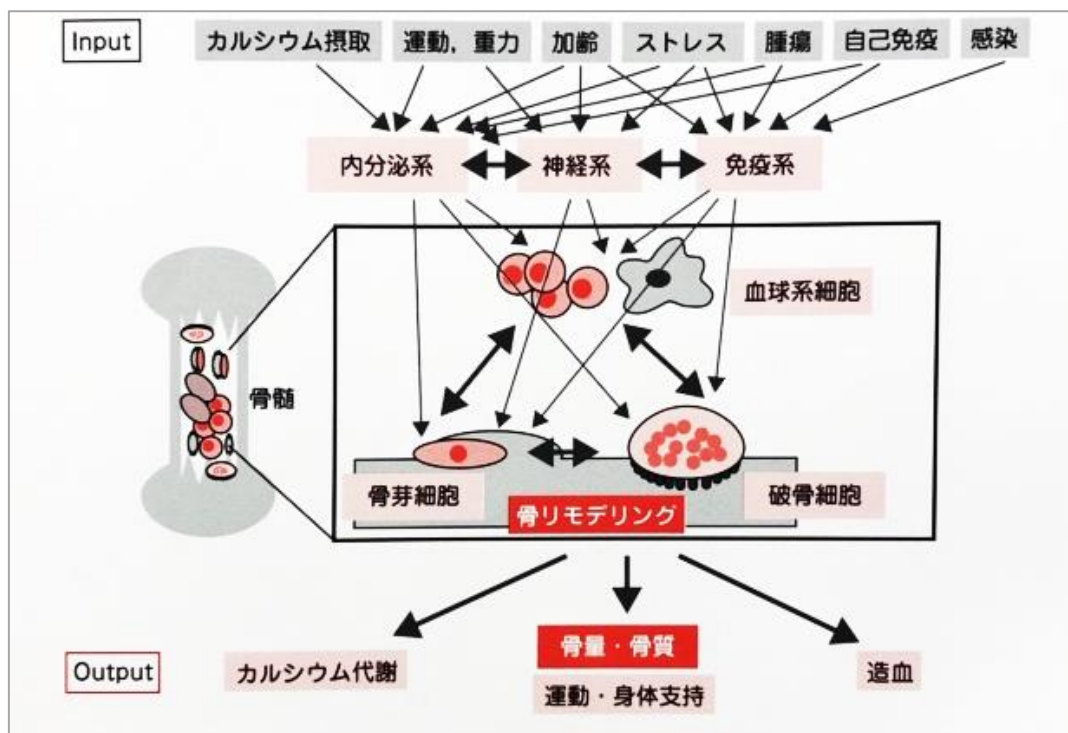 Input
カルシウム摂取
運動，重力
加齢
ストレス
腫瘍
自己免疫
感染
内分泌系
神経系
免疫系
血球系細胞
骨髄
骨芽細胞
破骨細胞
骨リモデリング
Output
カルシウム代謝
骨量・骨質
運動・身体支持
造血